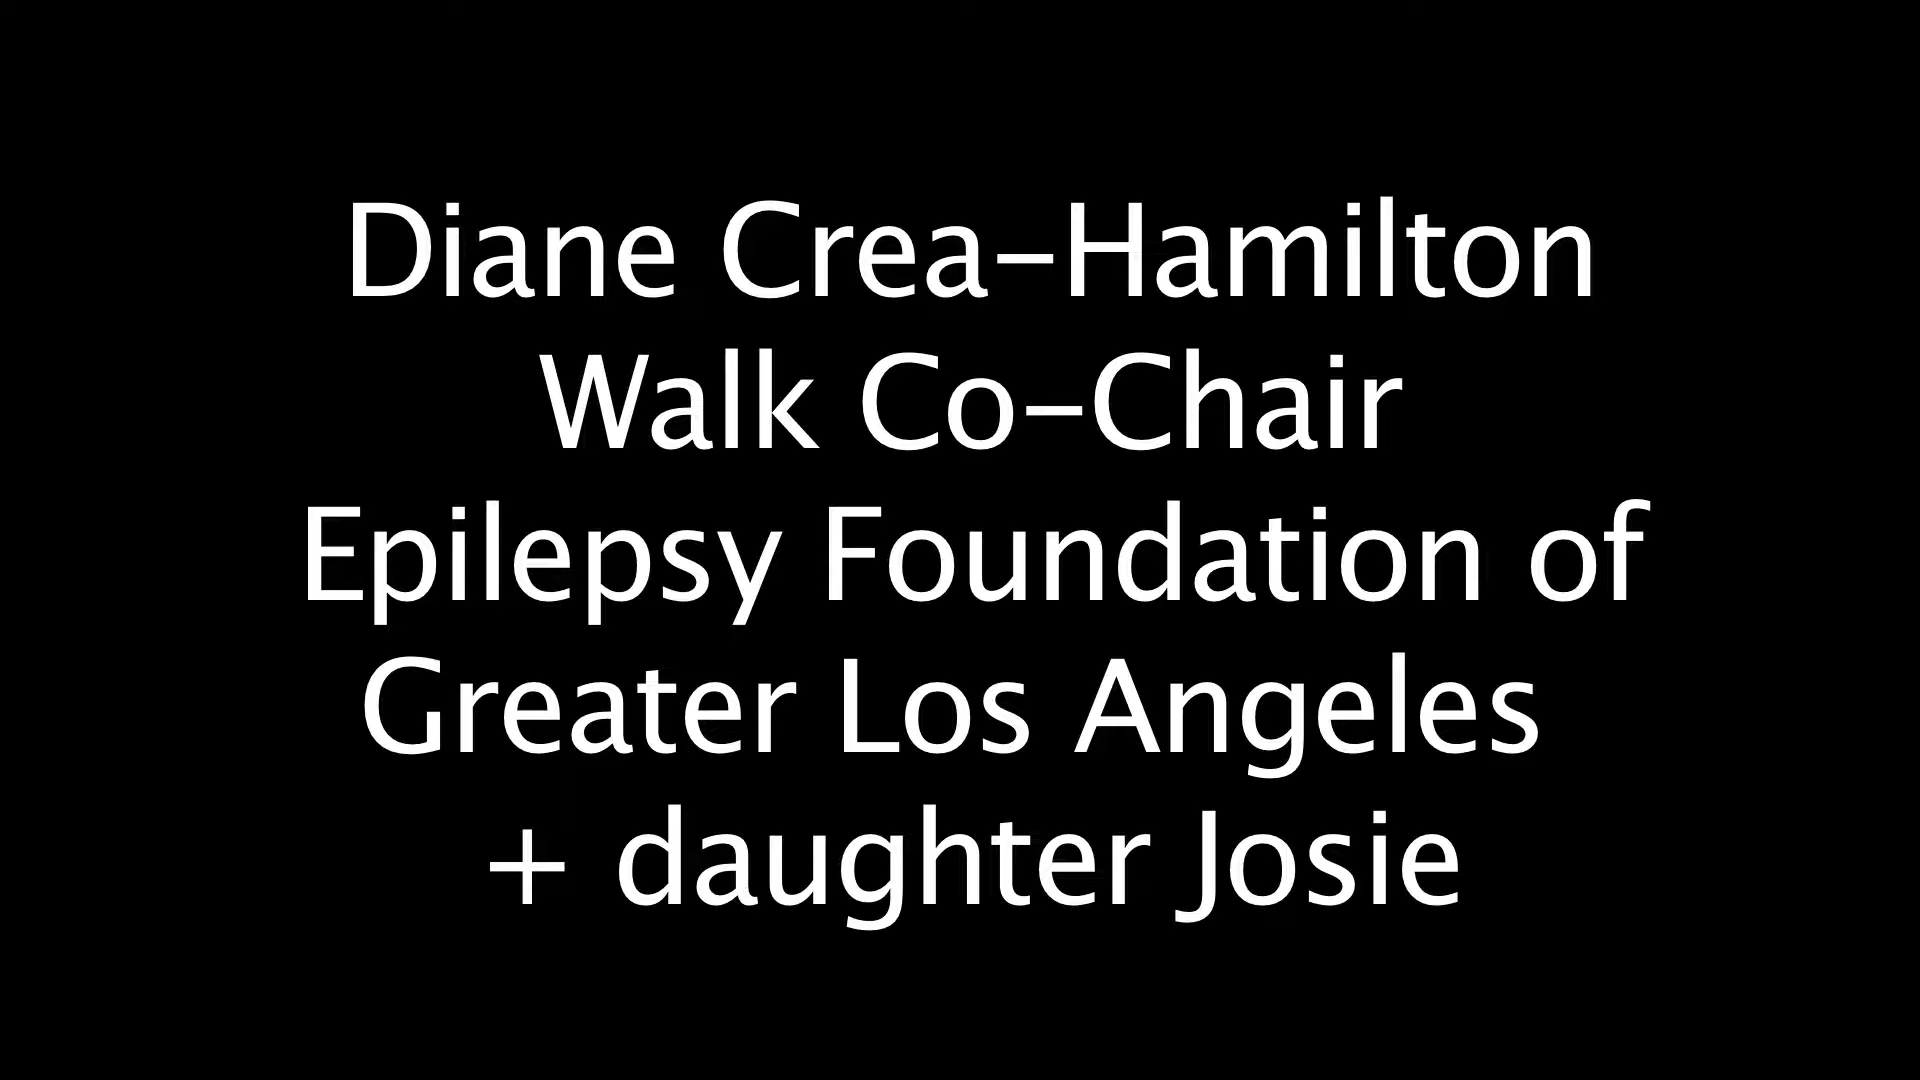 Diane Crea-Hamilton
Walk Co-Chair
Epilepsy Foundation of
Greater Los Angeles
+ daughter Josie